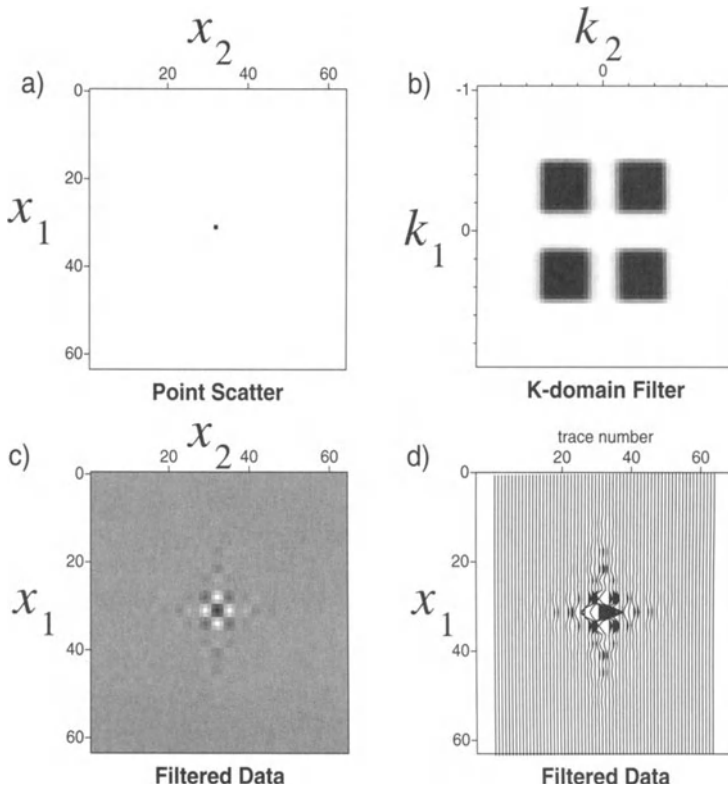 a)
x2
20 40 60
0
20
40
60
x1
Point Scatter
b)
k2
0
-1
0
k1
K-domain Filter
c)
x2
20 40 60
0
20
40
60
x1
Filtered Data
d)
trace number
20 40 60
0
20
40
60
x1
Filtered Data